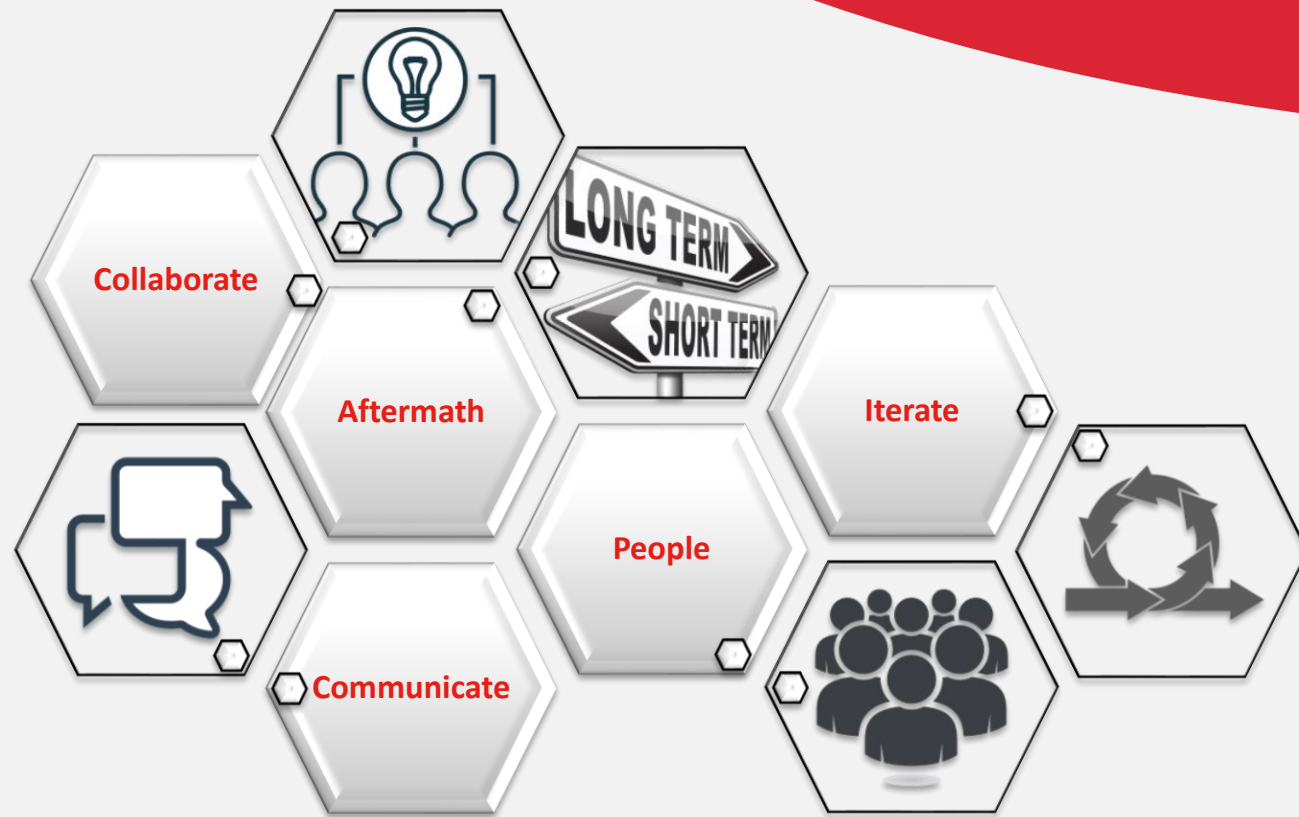 LONG TERM
SHORT TERM
Collaborate
Aftermath
Iterate
People
Communicate